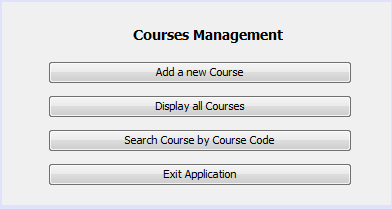 Courses Management
Add a new Course
Display all Courses
Search Course by Course Code
Exit Application